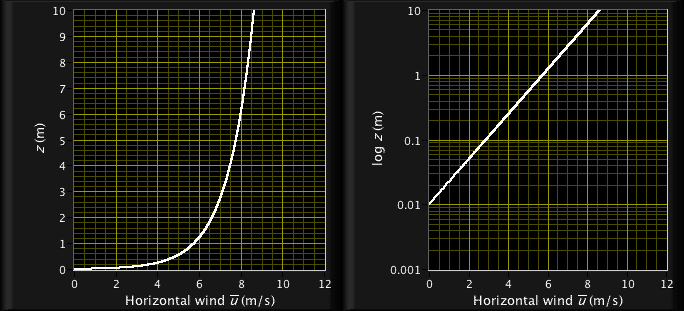 10
9
8
7
6
5
4
3
2
1
0
z (m)
0 2 4 6 8 10 12
Horizontal wind u̅ (m/s)
10
1
0.1
0.01
0.001
log z (m)
0 2 4 6 8 10 12
Horizontal wind u̅ (m/s)